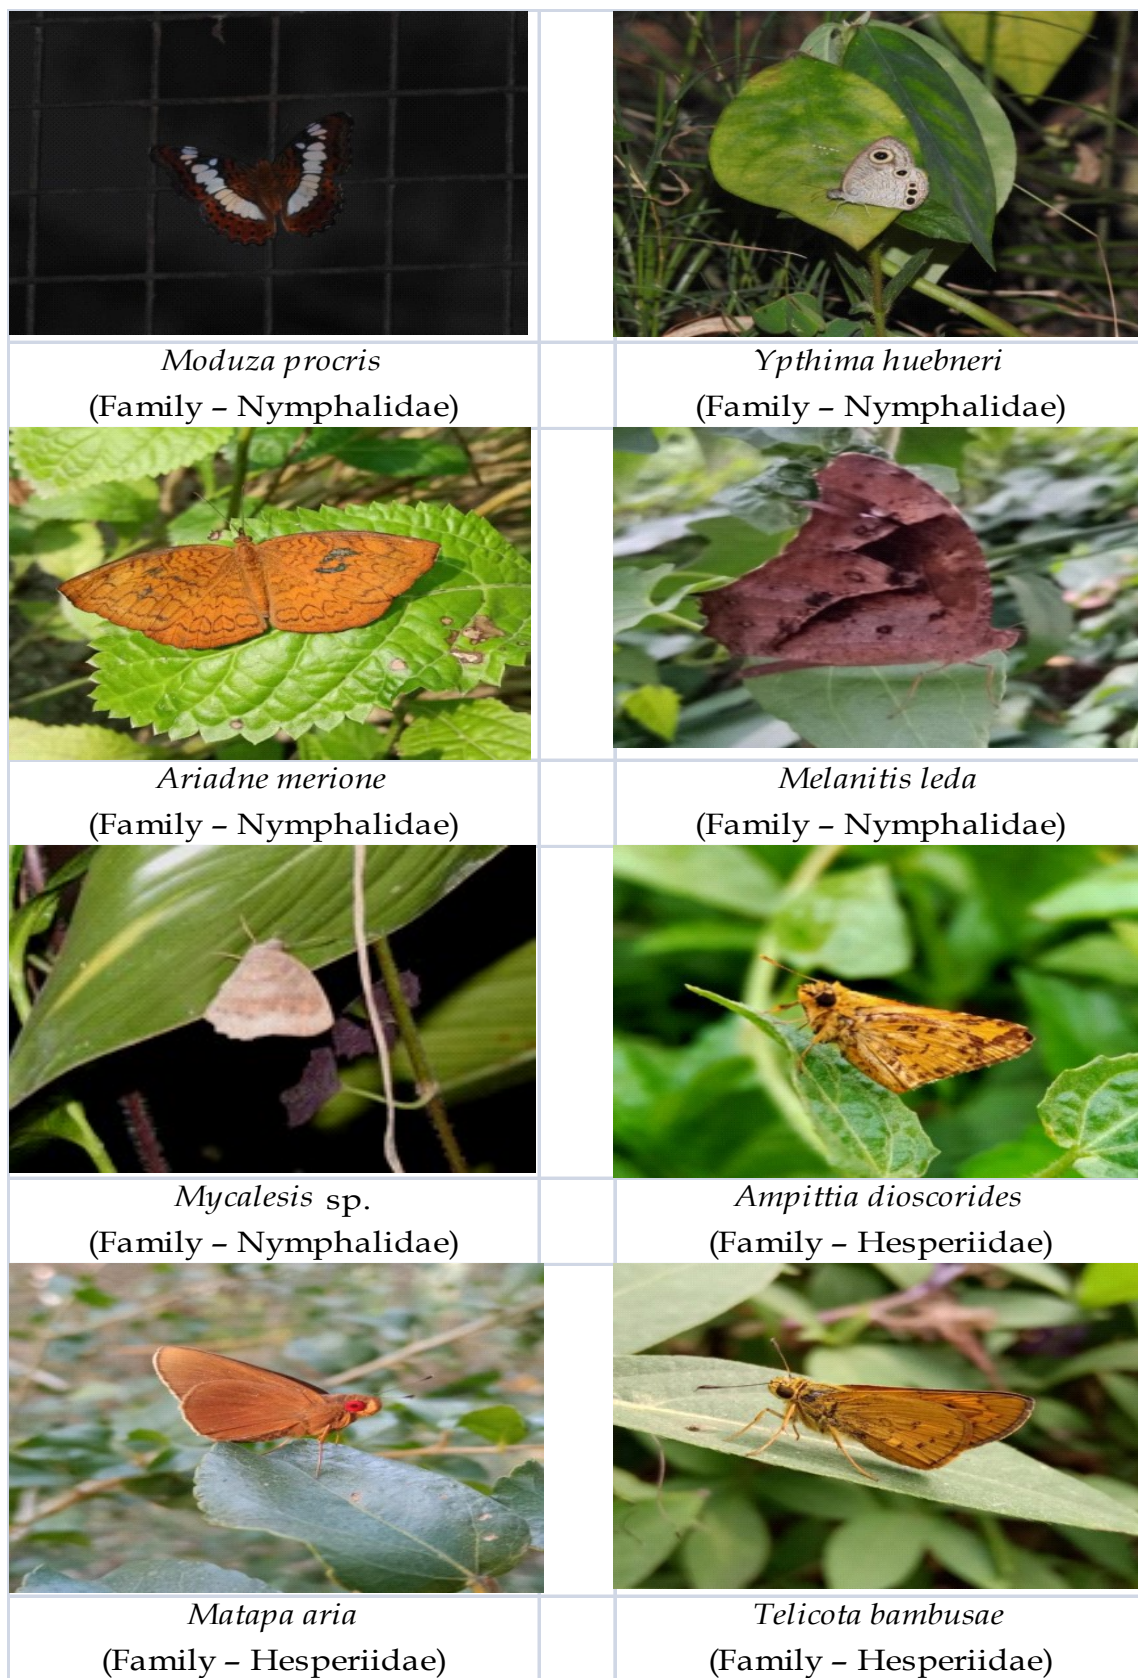 Moduza procris
(Family – Nymphalidae)
Ypthima huebneri
(Family – Nymphalidae)
Ariadne merione
(Family – Nymphalidae)
Melanitis leda
(Family – Nymphalidae)
Mycalesis sp.
(Family – Nymphalidae)
Ampittia dioscorides
(Family – Hesperiidae)
Matapa aria
(Family – Hesperiidae)
Telicota bambusae
(Family – Hesperiidae)